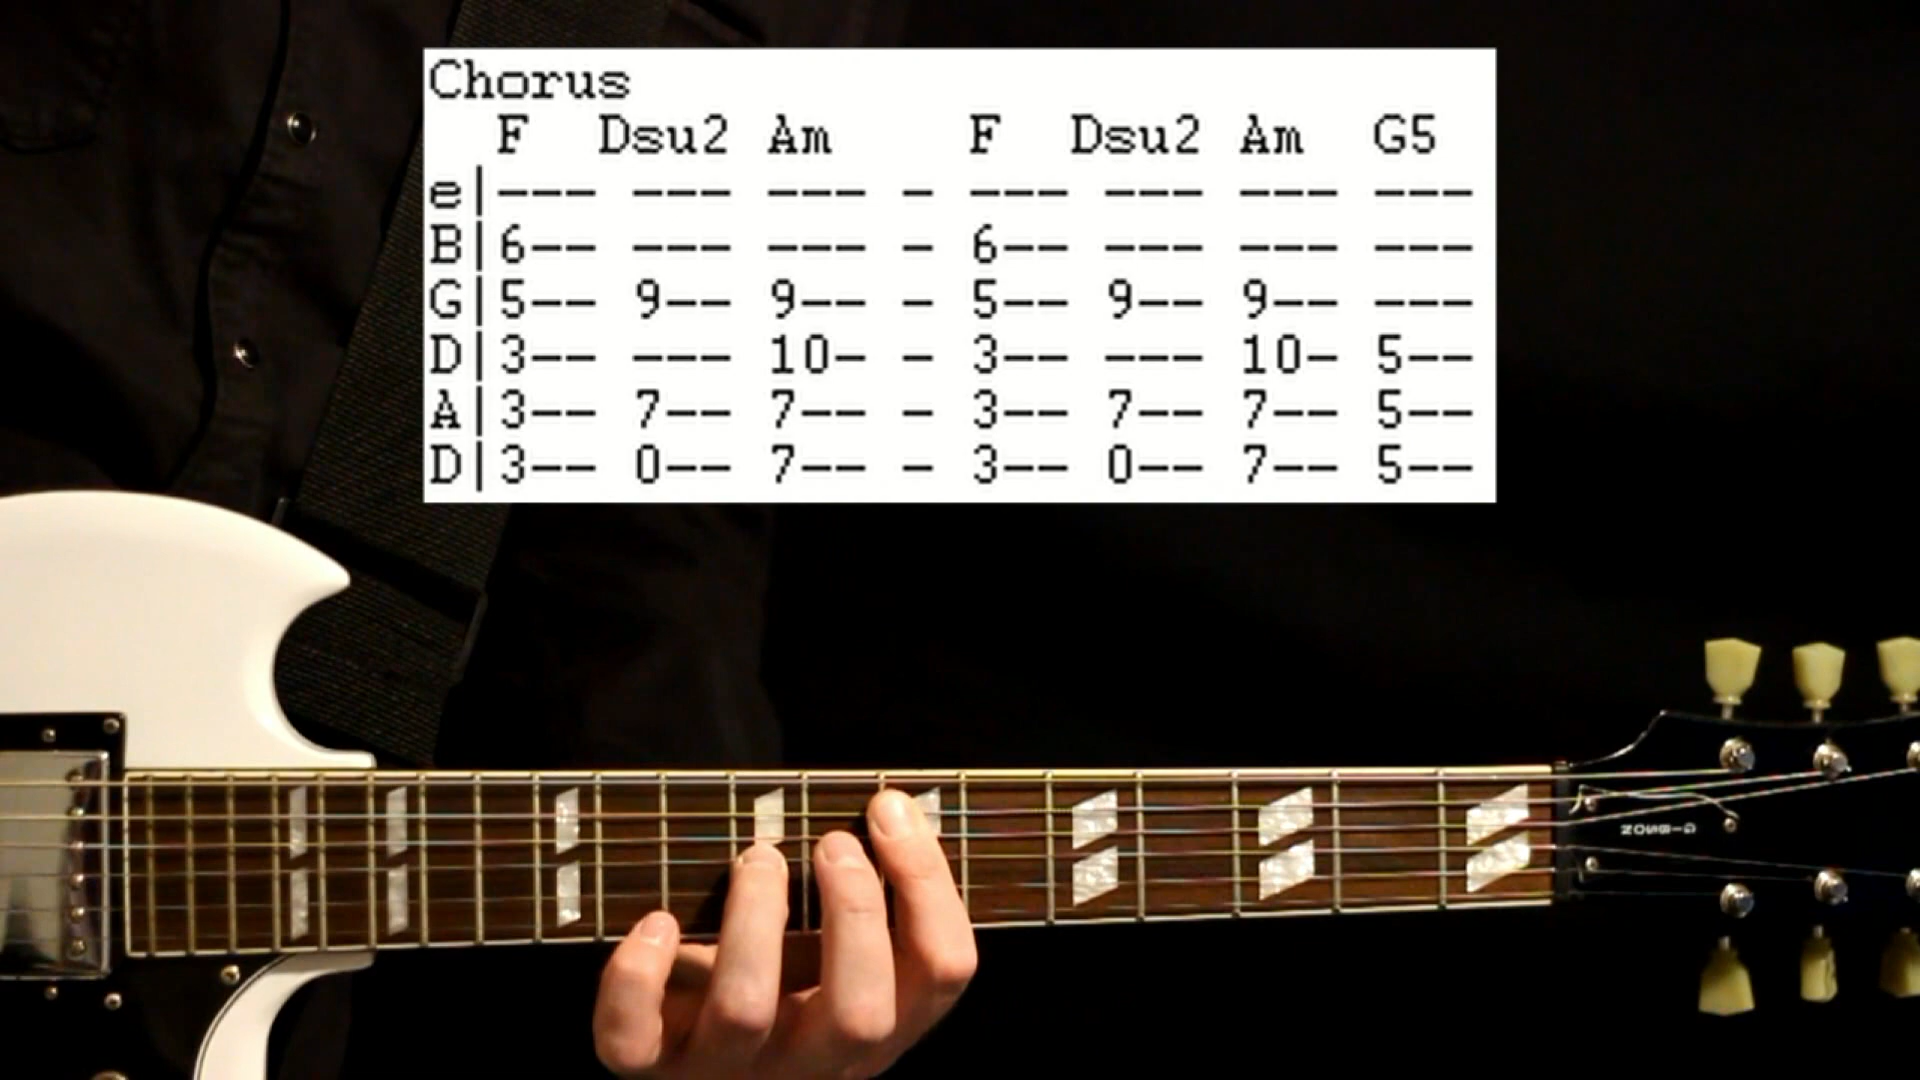 Chorus
F Dsu2 Am F Dsu2 Am G5
e|--- --- --- - --- --- --- ---
B|6-- --- --- - 6-- --- --- ---
G|5-- 9-- 9-- - 5-- 9-- 9-- ---
D|3-- --- 10- - 3-- --- 10- 5--
A|3-- 7-- 7-- - 3-- 7-- 7-- 5--
D|3-- 0-- 7-- - 3-- 0-- 7-- 5--